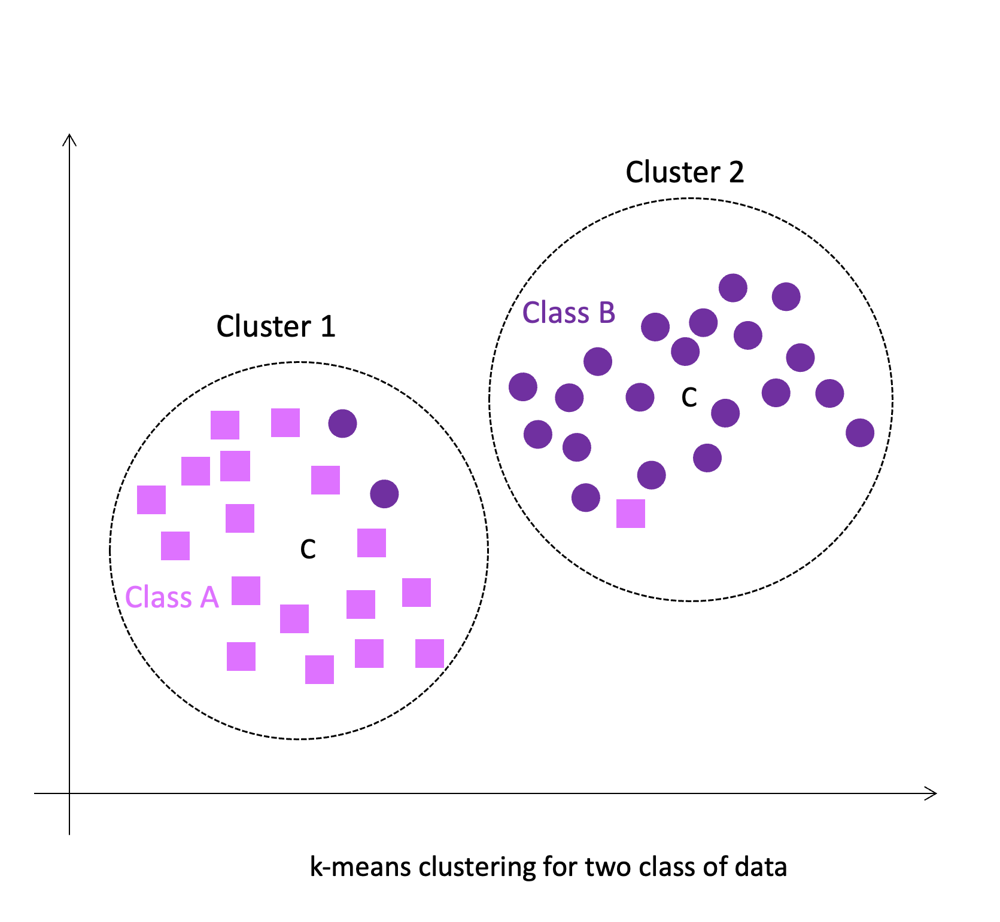 Cluster 2
Class B
C
Cluster 1
C
Class A
k-means clustering for two class of data